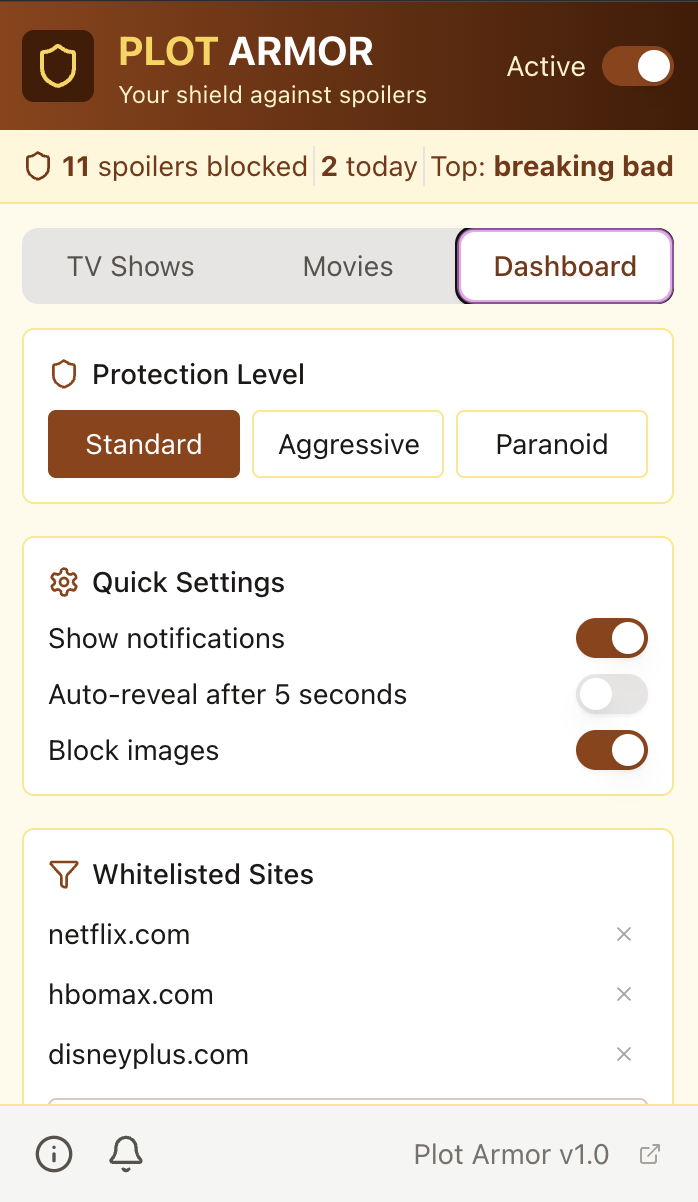 PLOT ARMOR
Your shield against spoilers
Active
11 spoilers blocked
2 today
Top: breaking bad
TV Shows
Movies
Dashboard
Protection Level
Standard
Aggressive
Paranoid
Quick Settings
Show notifications
Auto-reveal after 5 seconds
Block images
Whitelisted Sites
netflix.com
hbomax.com
disneyplus.com
Plot Armor v1.0